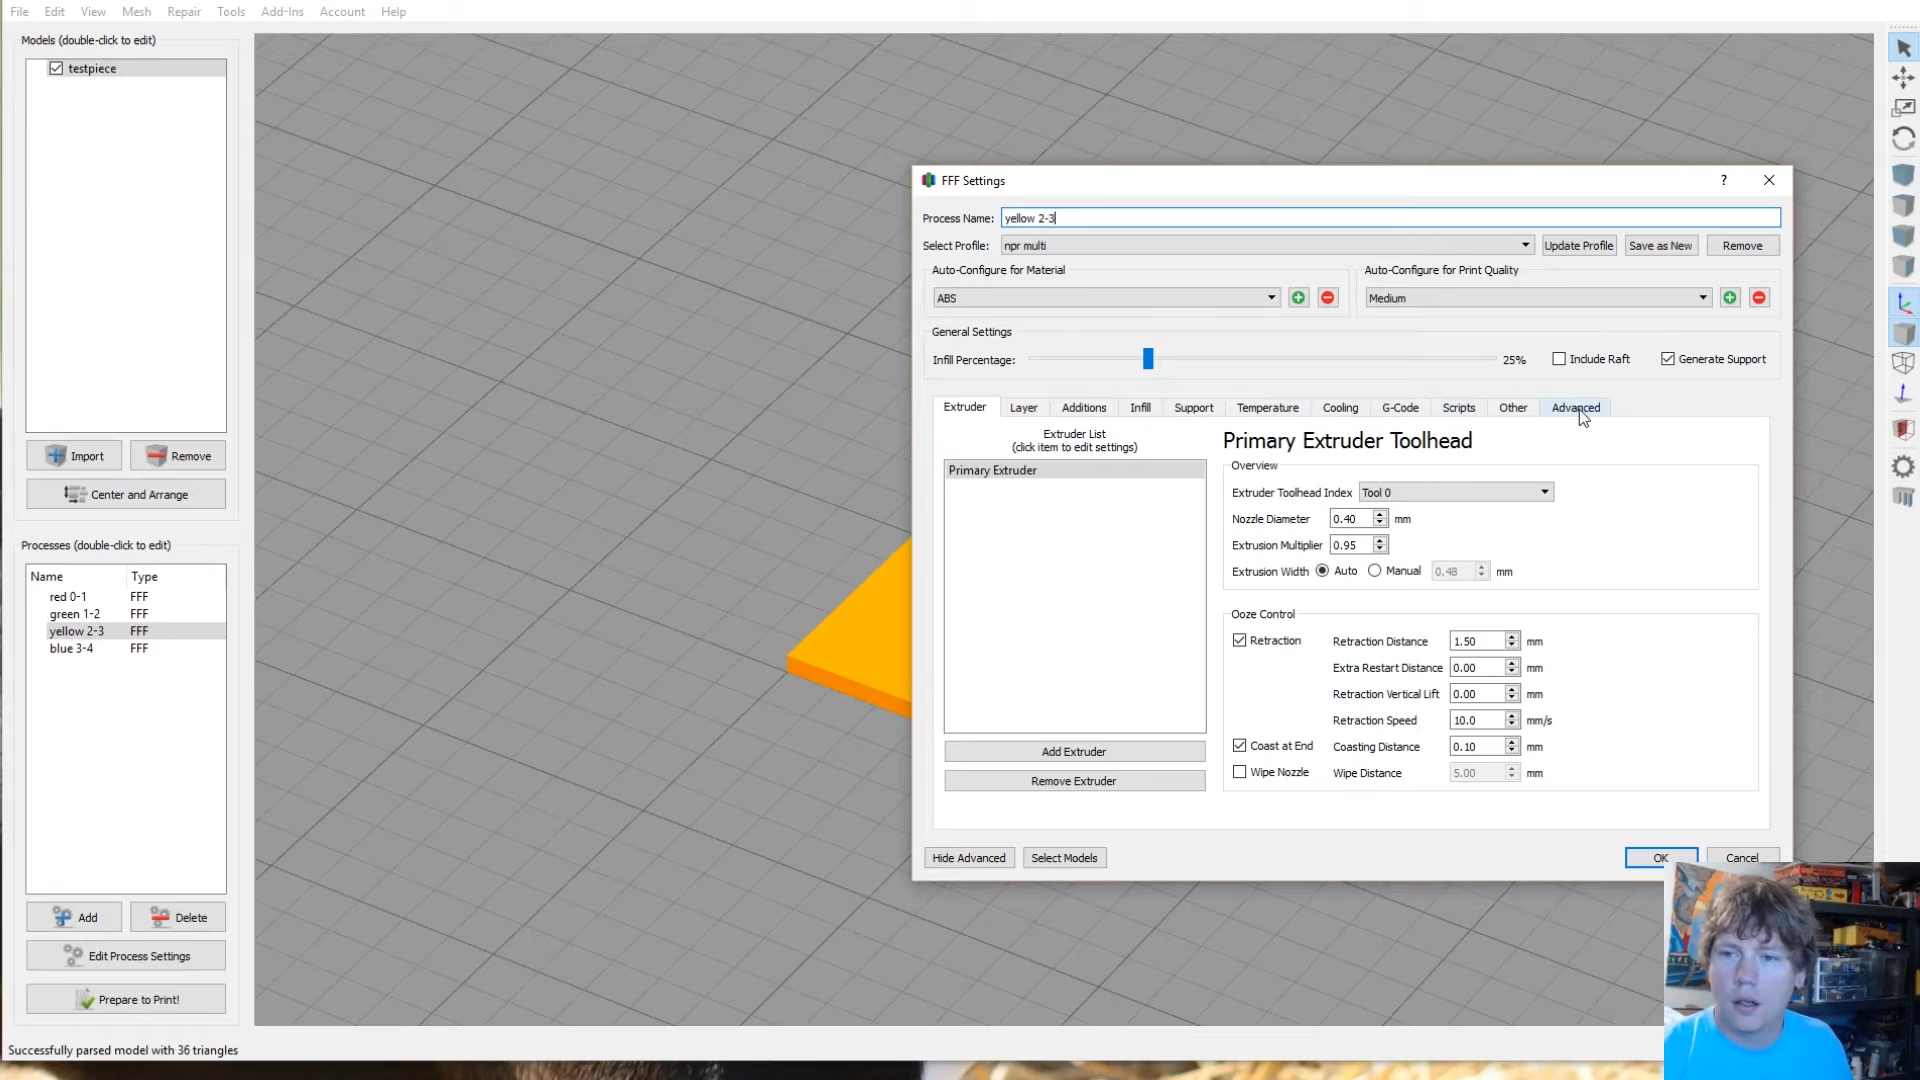 File Edit View Mesh Repair Tools Add-Ins Account Help
Models (double-click to edit)
testpiece
Import Remove
Center and Arrange
Processes (double-click to edit)
Name Type
red 0-1 FFF
green 1-2 FFF
yellow 2-3 FFF
blue 3-4 FFF
Add Delete
Edit Process Settings
Prepare to Print!
Successfully parsed model with 36 triangles
FFF Settings ?
Process Name: yellow 2-3
Select Profile: npr multi Update Profile Save as New Remove
Auto-Configure for Material Auto-Configure for Print Quality
ABS Medium
General Settings
Infill Percentage: 25% Include Raft Generate Support
Extruder Layer Additions Infill Support Temperature Cooling G-Code Scripts Other Advanced
Extruder List
(click item to edit settings)
Primary Extruder
Add Extruder
Remove Extruder
Primary Extruder Toolhead
Overview
Extruder Toolhead Index Tool 0
Nozzle Diameter 0.40 mm
Extrusion Multiplier 0.95
Extrusion Width Auto Manual 0.48 mm
Ooze Control
Retraction Retraction Distance 1.50 mm
Extra Restart Distance 0.00 mm
Retraction Vertical Lift 0.00 mm
Retraction Speed 10.0 mm/s
Coast at End Coasting Distance 0.10 mm
Wipe Nozzle Wipe Distance 5.00 mm
Hide Advanced Select Models OK Cancel